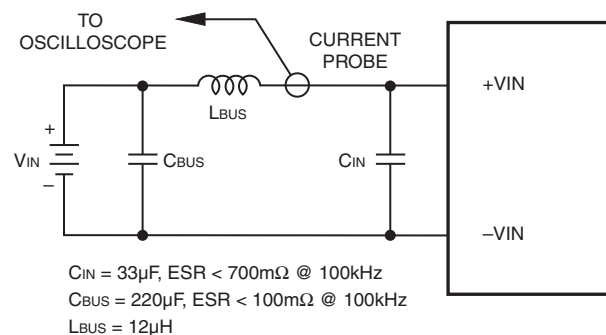 TO
OSCILLOSCOPE
CURRENT
PROBE
LBUS
+VIN
+
VIN
–
CBUS
CIN
–VIN
CIN = 33µF, ESR < 700mΩ @ 100kHz
CBUS = 220µF, ESR < 100mΩ @ 100kHz
LBUS = 12µH